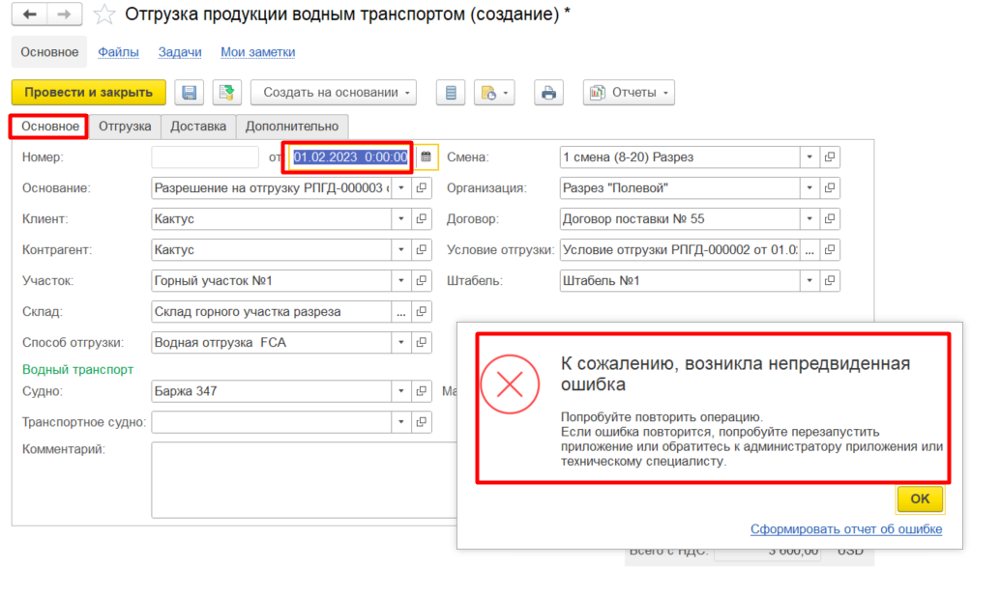 Отгрузка продукции водным транспортом (создание) *
Основное Файлы Задачи Мои заметки
Провести и закрыть Создать на основании Отчеты
Основное Отгрузка Доставка Дополнительно
Номер: от 01.02.2023 0:00:00 Смена: 1 смена (8-20) Разрез
Основание: Разрешение на отгрузку РПГД-000003 Организация: Разрез "Полевой"
Клиент: Кактус Договор: Договор поставки № 55
Контрагент: Кактус Условие отгрузки: Условие отгрузки РПГД-000002 от 01.0
Участок: Горный участок №1 Штабель: Штабель №1
Склад: Склад горного участка разреза ...
Способ отгрузки: Водная отгрузка FCA
Водный транспорт
Судно: Баржа 347 Ма
Транспортное судно:
Комментарий:
К сожалению, возникла непредвиденная
ошибка
Попробуйте повторить операцию.
Если ошибка повторится, попробуйте перезапустить
приложение или обратитесь к администратору приложения или
техническому специалисту.
OK
Сформировать отчет об ошибке
Всего с НДС: 3 600,00 USD